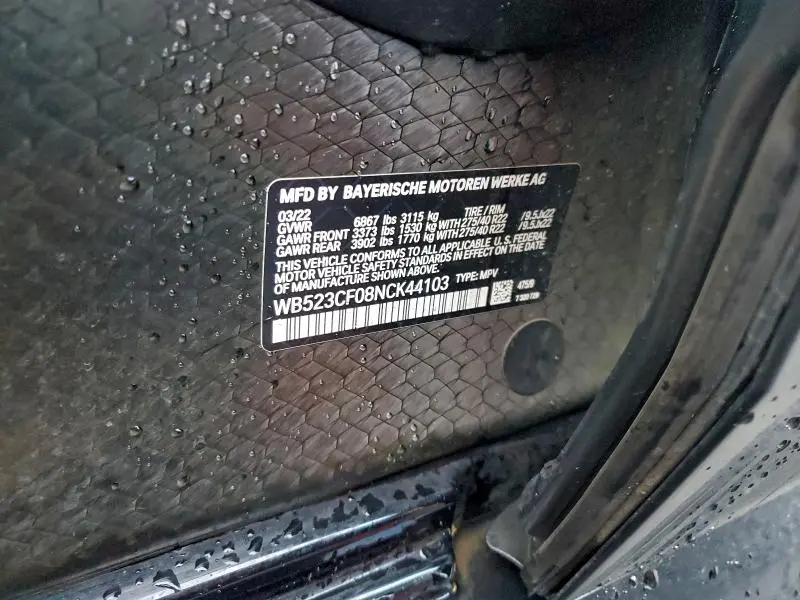 MFD BY BAYERISCHE MOTOREN WERKE AG
03/22 TIRE / RIM
GVWR 6867 lbs 3115 kg
GAWR FRONT 3373 lbs 1530 kg WITH 275/40 R22 /9.5Jx22
GAWR REAR 3902 lbs 1770 kg WITH 275/40 R22 /9.5Jx22
THIS VEHICLE CONFORMS TO ALL APPLICABLE U.S. FEDERAL
MOTOR VEHICLE SAFETY STANDARDS IN EFFECT ON THE DATE
OF MANUFACTURE SHOWN ABOVE.
WB523CF08NCK44103 TYPE: MPV
475/9